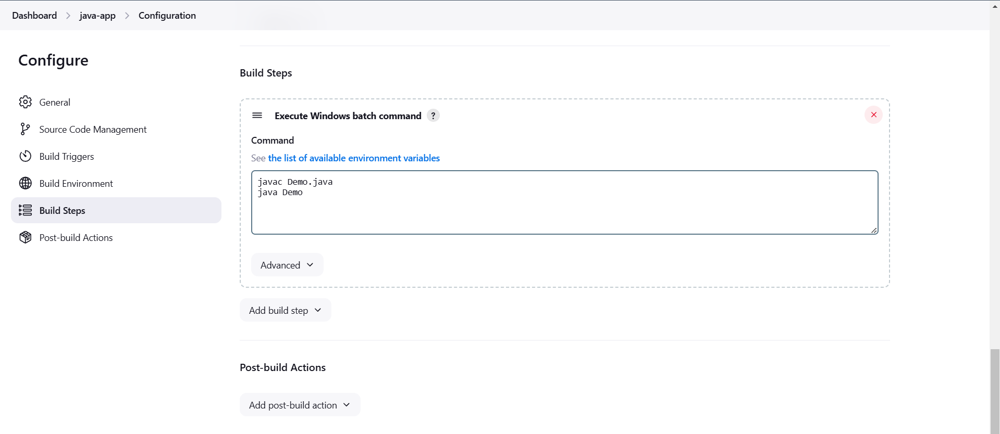 Dashboard > java-app > Configuration
Configure
General
Source Code Management
Build Triggers
Build Environment
Build Steps
Post-build Actions
Build Steps
Execute Windows batch command ?
Command
See the list of available environment variables
javac Demo.java
java Demo
Advanced
Add build step
Post-build Actions
Add post-build action